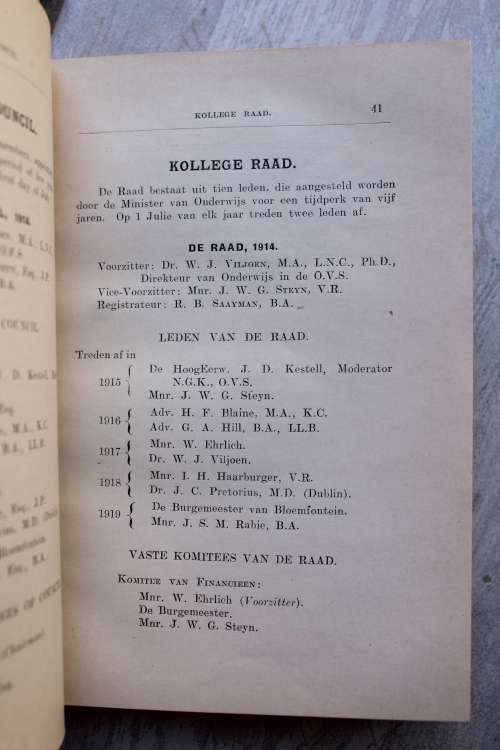 OUNCIL.
KOLLEGE RAAD. 41
KOLLEGE RAAD.
De Raad bestaat uit tien leden, die aangesteld worden
door de Minister van Onderwijs voor een tijdperk van vijf
jaren. Op 1 Julie van elk jaar treden twee leden af.
DE RAAD, 1914.
Voorzitter: Dr. W. J. Viljoen, M.A., L.N.C., Ph.D.,
Direkteur van Onderwijs in de O.V.S.
Vice-Voorzitter: Mnr. J. W. G. Steyn, V.R.
Registrateur: R. B. Saayman, B.A.
LEDEN VAN DE RAAD.
Treden af in
1915 { De HoogEerw. J. D. Kestell, Moderator
N.G.K., O.V.S.
Mnr. J. W. G. Steyn.
1916 { Adv. H. F. Blaine, M.A., K.C.
Adv. G. A. Hill, B.A., LL.B.
1917 { Mnr. W. Ehrlich.
Dr. W. J. Viljoen.
1918 { Mnr. I. H. Haarburger, V.R.
Dr. J. C. Pretorius, M.D. (Dublin).
1919 { De Burgemeester van Bloemfontein.
Mnr. J. S. M. Rabie, B.A.
VASTE KOMITEES VAN DE RAAD.
Komitee van Financieen:
Mnr. W. Ehrlich (Voorzitter).
De Burgemeester.
Mnr. J. W. G. Steyn.